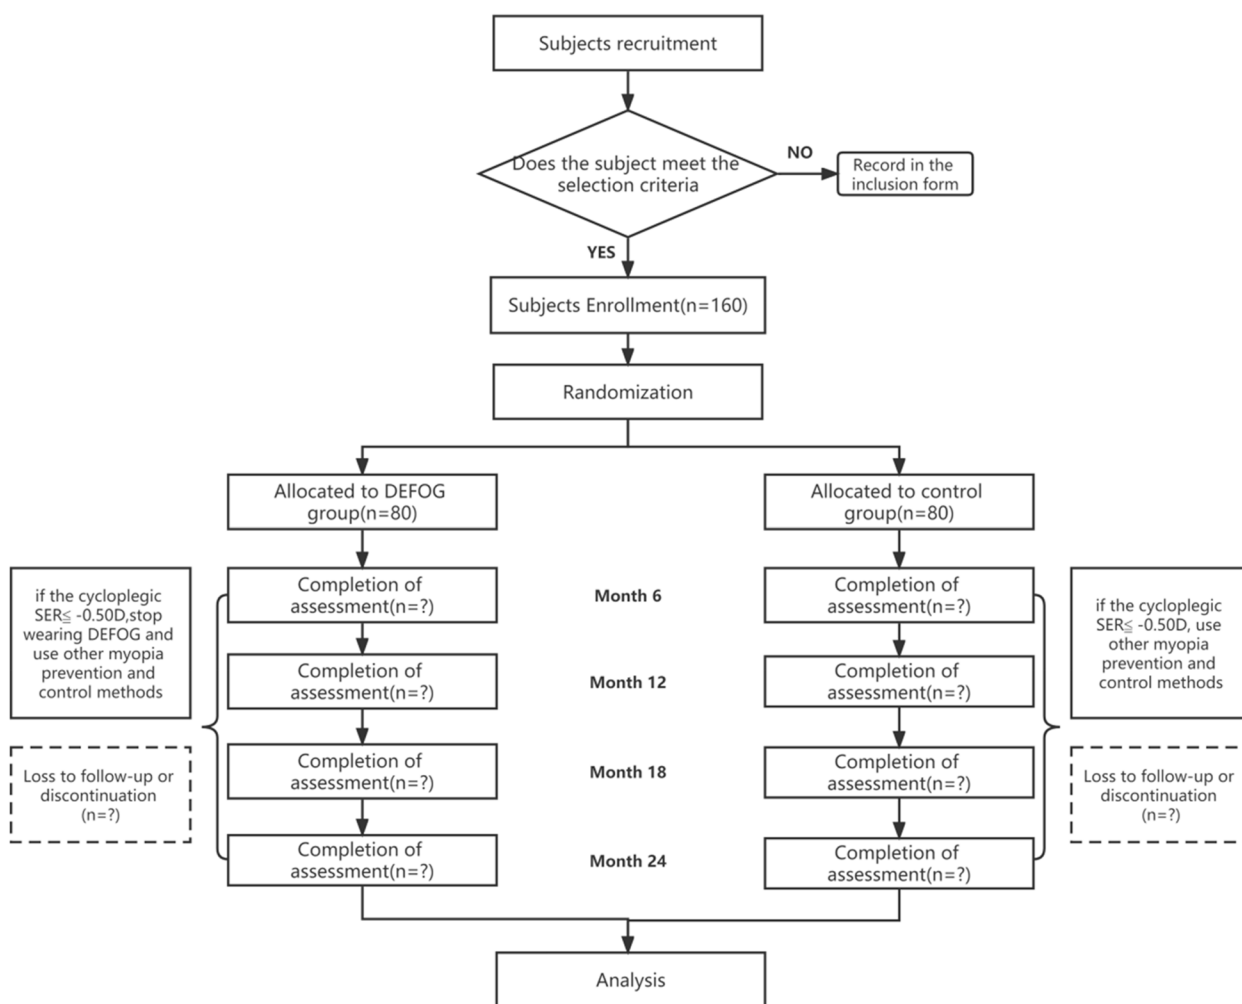 Subjects recruitment
Does the subject meet the
selection criteria
NO
Record in the
inclusion form
YES
Subjects Enrollment(n=160)
Randomization
Allocated to DEFOG
group(n=80)
Allocated to control
group(n=80)
if the cycloplegic
SER≦ -0.50D,stop
wearing DEFOG and
use other myopia
prevention and
control methods
Loss to follow-up or
discontinuation
(n=?)
Completion of
assessment(n=?)
Month 6
Completion of
assessment(n=?)
Completion of
assessment(n=?)
Month 12
Completion of
assessment(n=?)
Completion of
assessment(n=?)
Month 18
Completion of
assessment(n=?)
Completion of
assessment(n=?)
Month 24
Completion of
assessment(n=?)
if the cycloplegic
SER≦ -0.50D, use
other myopia
prevention and
control methods
Loss to follow-up or
discontinuation
(n=?)
Analysis